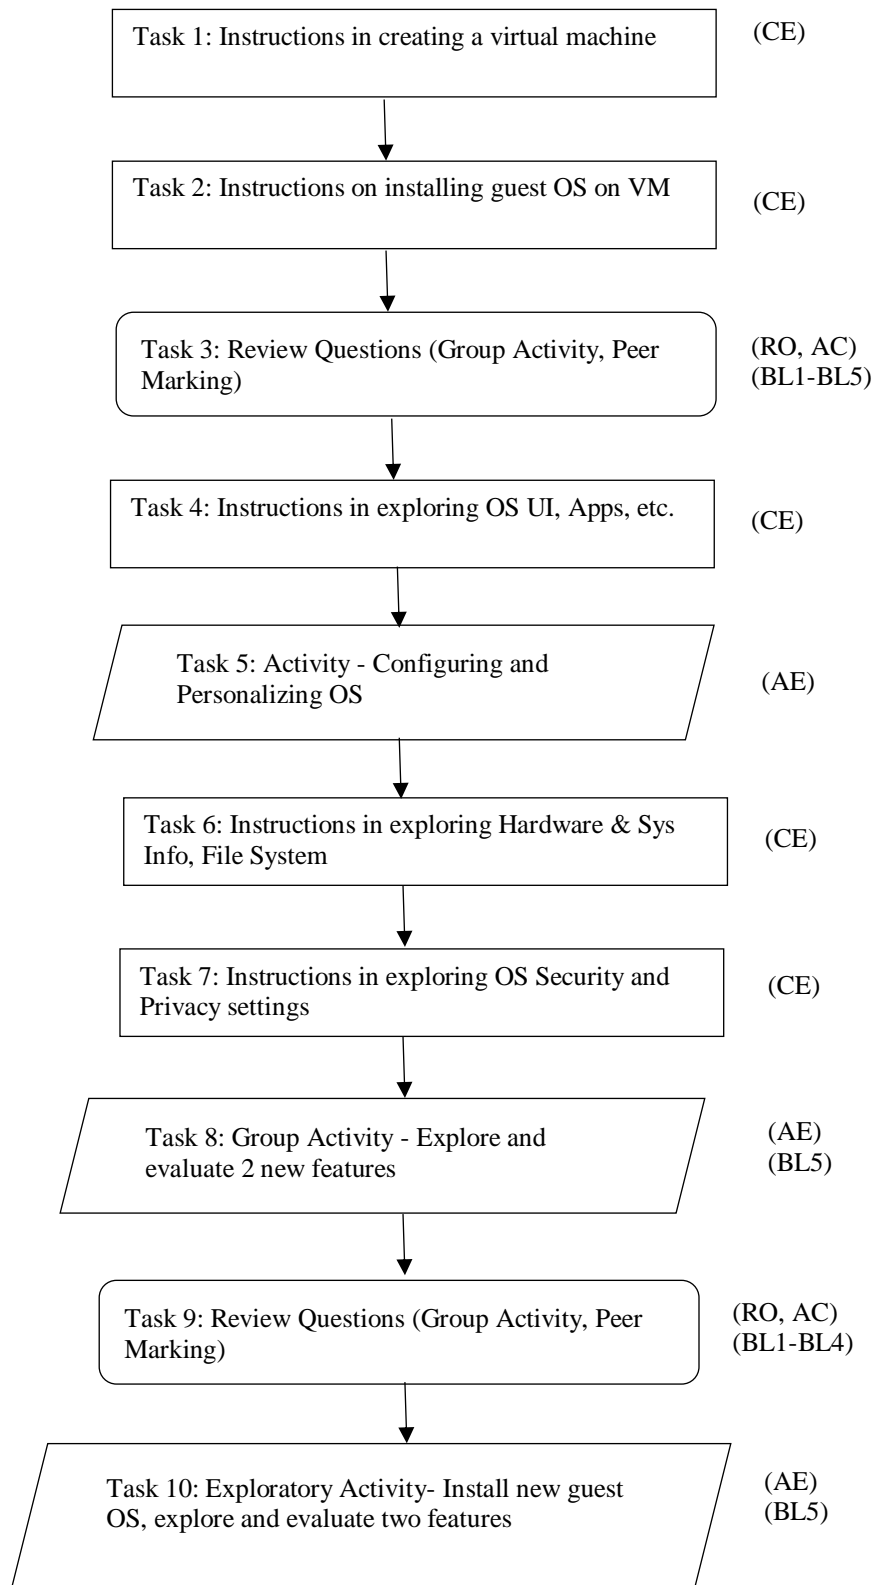 Task 1: Instructions in creating a virtual machine
(CE)
Task 2: Instructions on installing guest OS on VM
(CE)
Task 3: Review Questions (Group Activity, Peer
Marking)
(RO, AC)
(BL1-BL5)
Task 4: Instructions in exploring OS UI, Apps, etc.
(CE)
Task 5: Activity - Configuring and
Personalizing OS
(AE)
Task 6: Instructions in exploring Hardware & Sys
Info, File System
(CE)
Task 7: Instructions in exploring OS Security and
Privacy settings
(CE)
Task 8: Group Activity - Explore and
evaluate 2 new features
(AE)
(BL5)
Task 9: Review Questions (Group Activity, Peer
Marking)
(RO, AC)
(BL1-BL4)
Task 10: Exploratory Activity- Install new guest
OS, explore and evaluate two features
(AE)
(BL5)